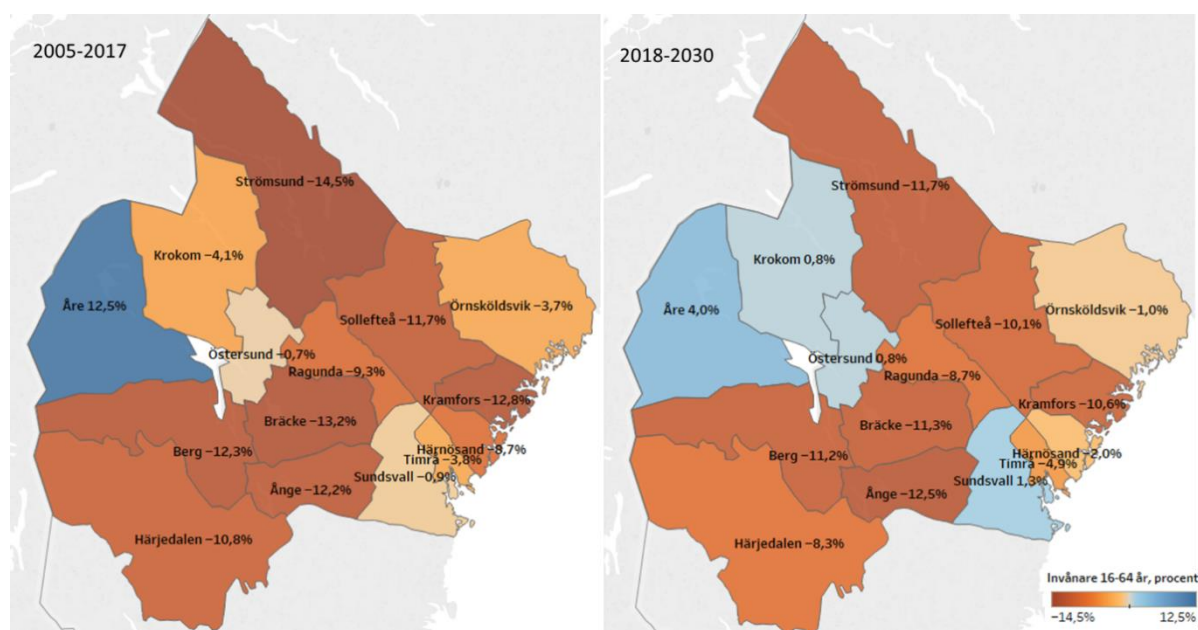 2005-2017
Strömsund −14,5%
Krokom −4,1%
Åre 12,5%
Örnsköldsvik −3,7%
Sollefteå −11,7%
Östersund −0,7%
Ragunda −9,3%
Kramfors −12,8%
Bräcke −13,2%
Härnösand −8,7%
Berg −12,3%
Timrå −3,8%
Sundsvall −0,9%
Ånge −12,2%
Härjedalen −10,8%
2018-2030
Strömsund −11,7%
Krokom 0,8%
Åre 4,0%
Örnsköldsvik −1,0%
Sollefteå −10,1%
Östersund 0,8%
Ragunda −8,7%
Kramfors −10,6%
Bräcke −11,3%
Härnösand −2,0%
Berg −11,2%
Timrå −4,9%
Sundsvall 1,3%
Ånge −12,5%
Härjedalen −8,3%
Invånare 16-64 år, procent
−14,5% 12,5%